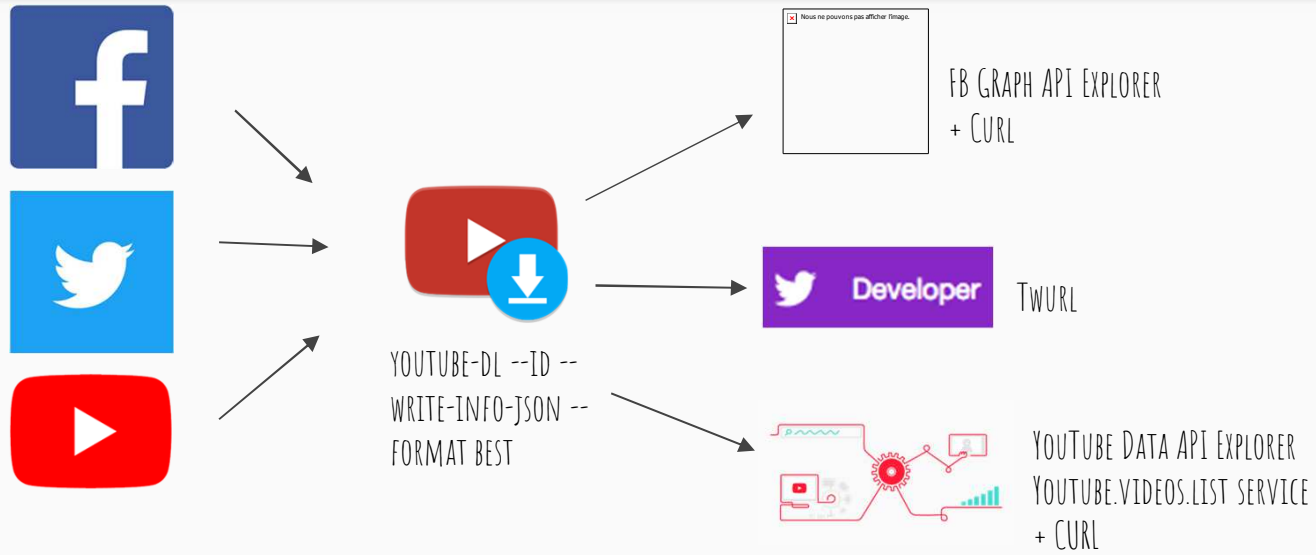 Nous ne pouvons pas afficher l'image.
FB GRAPH API EXPLORER
+ CURL
Developer
TWURL
YOUTUBE-DL --ID --
WRITE-INFO-JSON --
FORMAT BEST
YOUTUBE DATA API EXPLORER
YOUTUBE.VIDEOS.LIST SERVICE
+ CURL